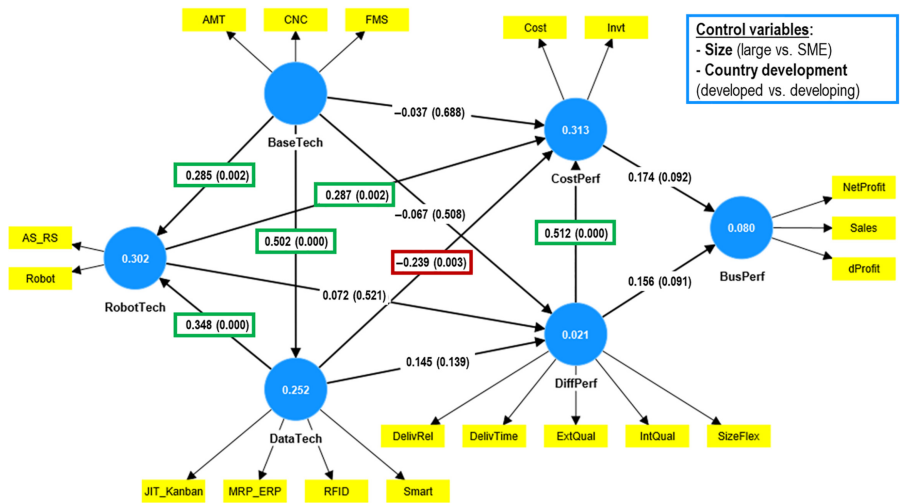 AMT
CNC
FMS
Cost
Invt
Control variables:
- Size (large vs. SME)
- Country development
(developed vs. developing)
BaseTech
–0.037 (0.688)
0.313
CostPerf
0.285 (0.002)
0.287 (0.002)
0.174 (0.092)
NetProfit
–0.067 (0.508)
AS_RS
0.302
Robot
RobotTech
0.502 (0.000)
0.512 (0.000)
0.080
BusPerf
Sales
dProfit
–0.239 (0.003)
0.072 (0.521)
0.156 (0.091)
0.348 (0.000)
0.021
DiffPerf
0.145 (0.139)
0.252
DataTech
DelivRel
DelivTime
ExtQual
IntQual
SizeFlex
JIT_Kanban
MRP_ERP
RFID
Smart